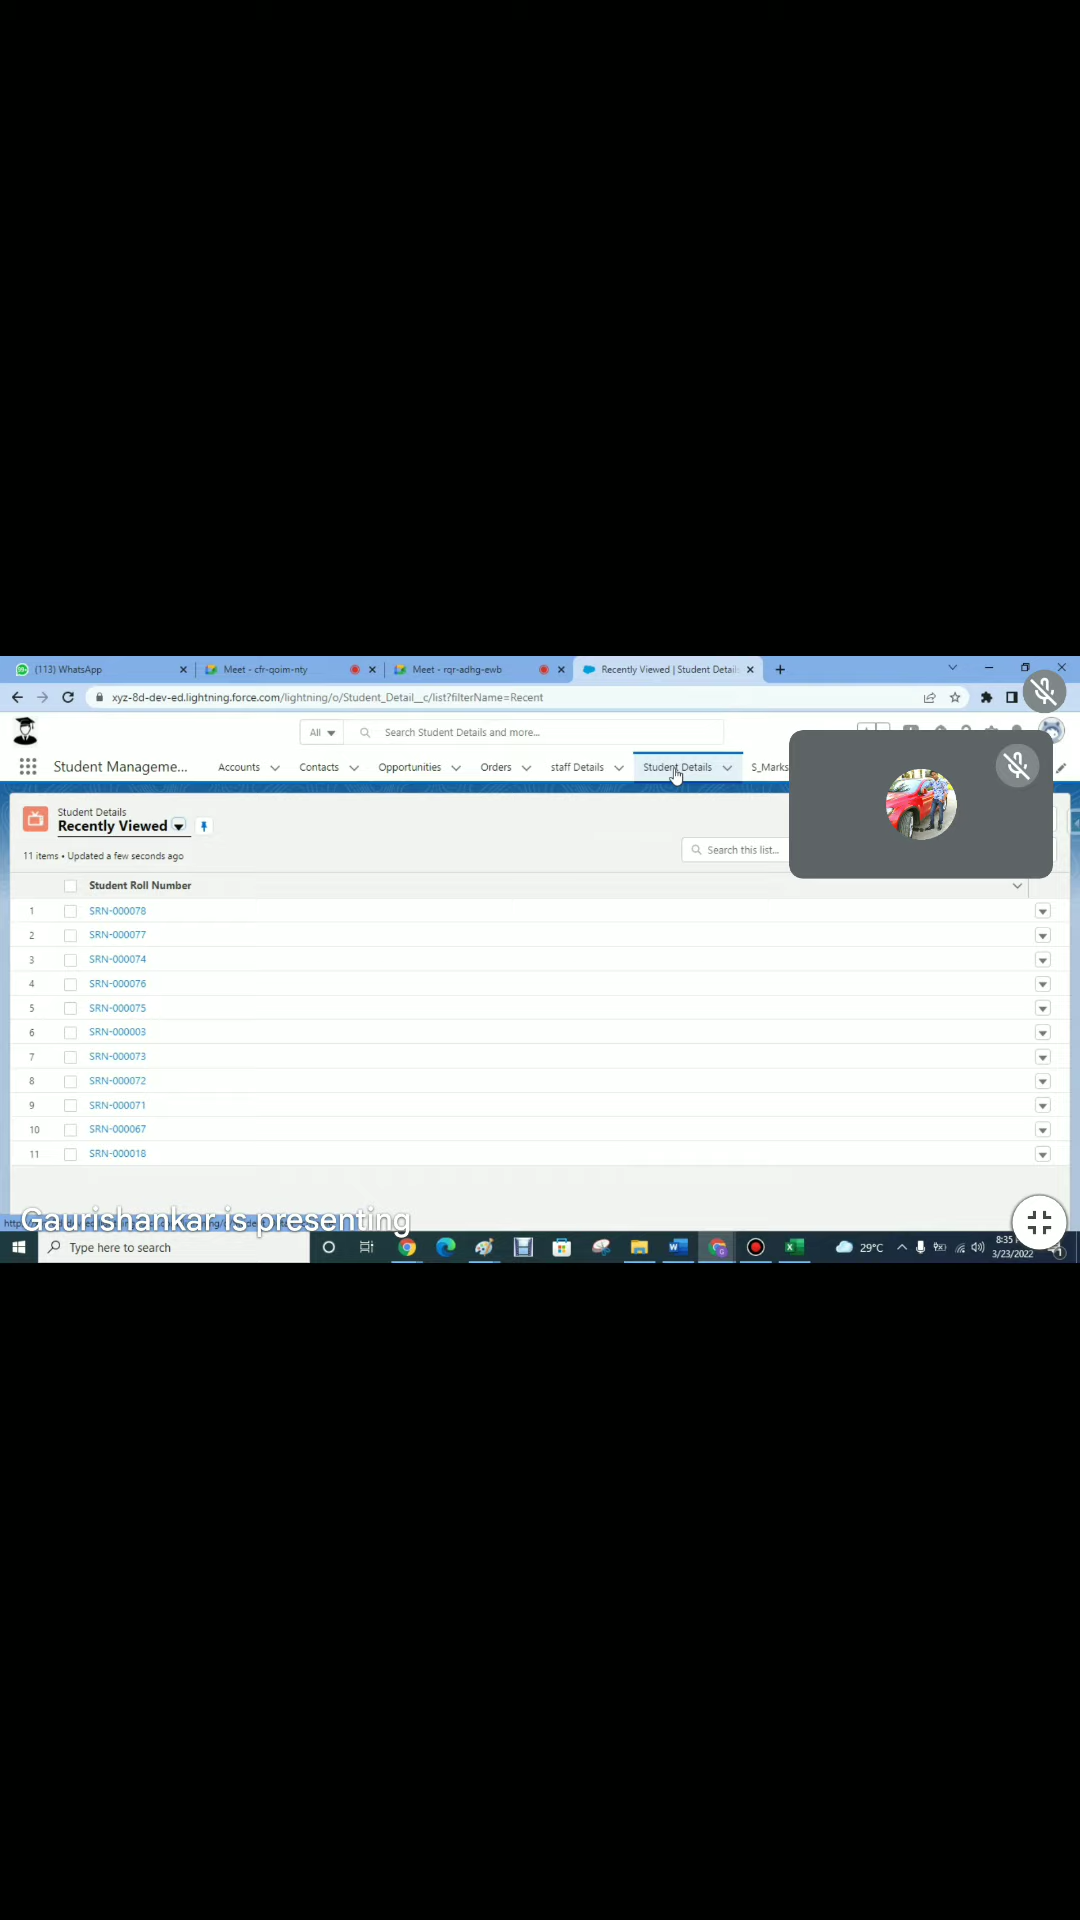 (113) WhatsApp
Meet - cfr-qoim-nty
Meet - rqr-adhg-ewb
Recently Viewed | Student Detail
xyz-8d-dev-ed.lightning.force.com/lightning/o/Student_Detail__c/list?filterName=Recent
All
Search Student Details and more...
Student Manageme...
Accounts
Contacts
Opportunities
Orders
staff Details
Student Details
S_Marks
Student Details
Recently Viewed
11 items • Updated a few seconds ago
Search this list...
Student Roll Number
1 SRN-000078
2 SRN-000077
3 SRN-000074
4 SRN-000076
5 SRN-000075
6 SRN-000003
7 SRN-000073
8 SRN-000072
9 SRN-000071
10 SRN-000067
11 SRN-000018
Gaurishankar is presenting
Type here to search
29°C
8:35
3/23/2022